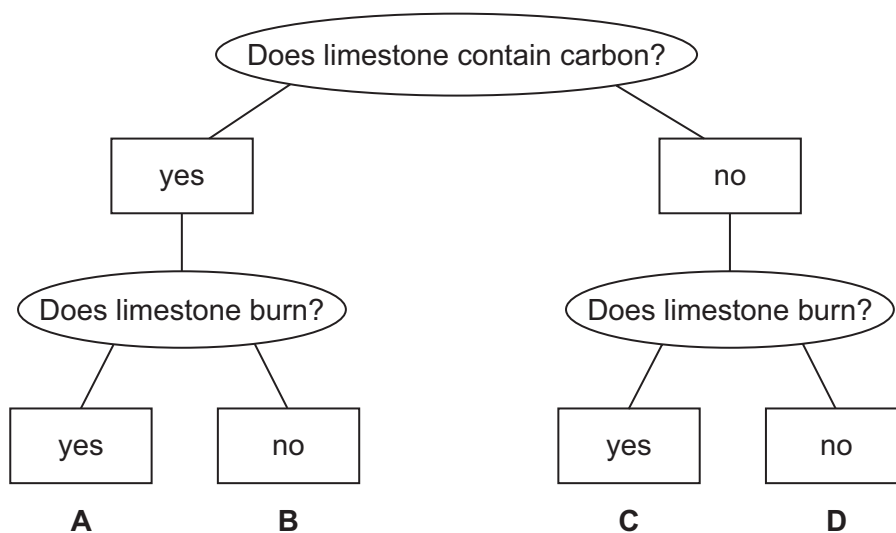 Does limestone contain carbon?
yes
no
Does limestone burn?
Does limestone burn?
yes
no
yes
no
A
B
C
D